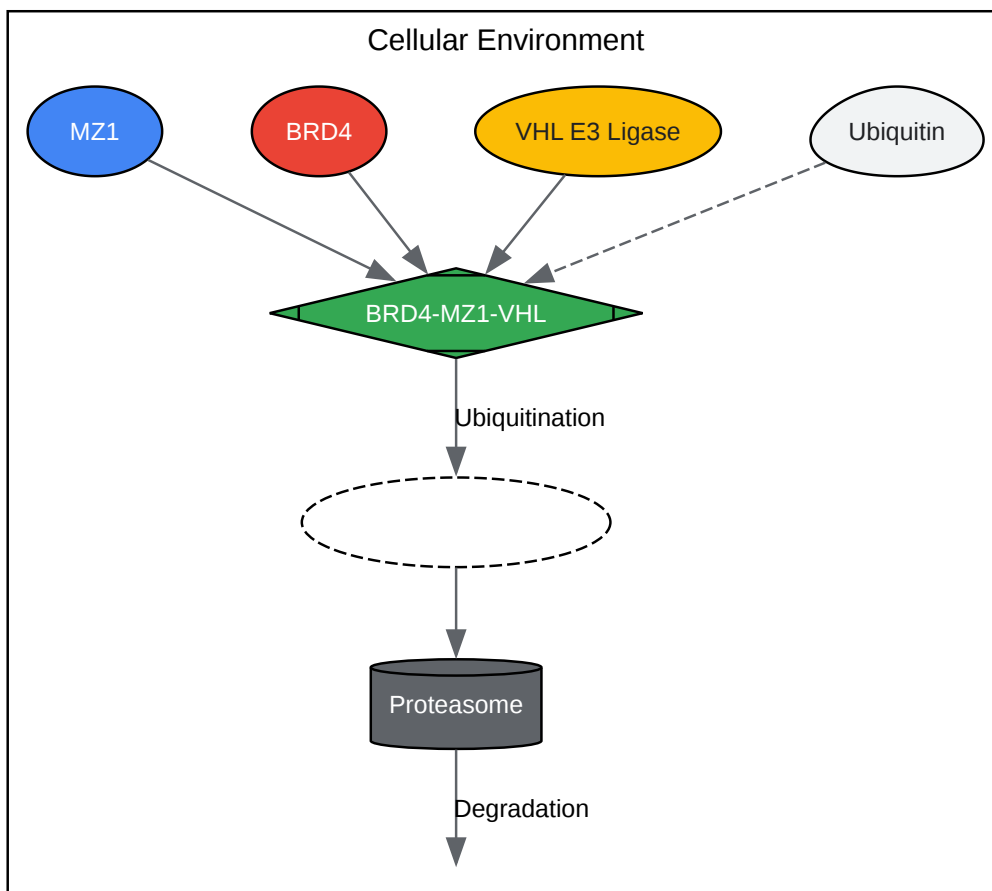 Cellular Environment
MZ1
BRD4
VHL E3 Ligase
Ubiquitin
BRD4-MZ1-VHL
Ubiquitination
Proteasome
Degradation